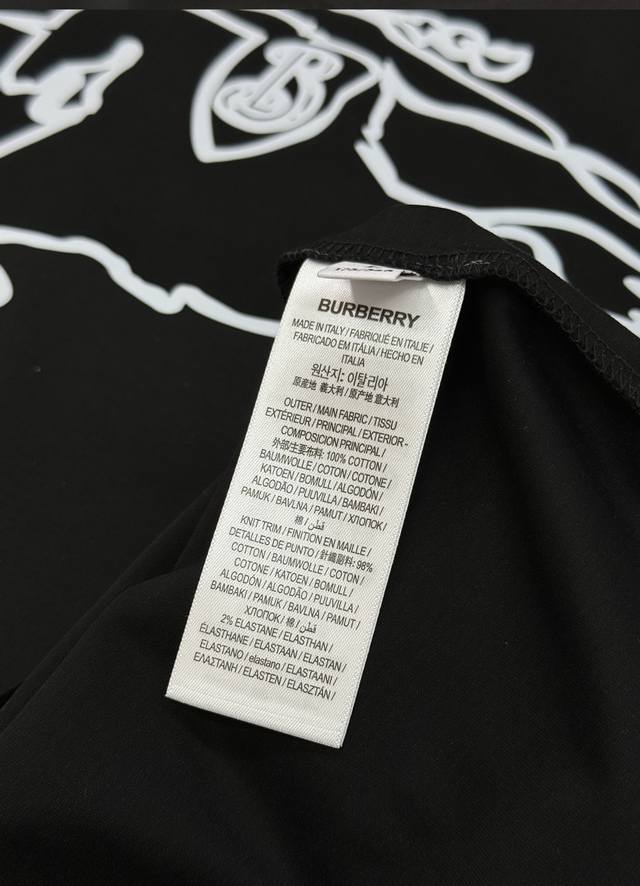 BURBERRY
MADE IN ITALY / FABRIQUÉ EN ITALIE /
FABRICADO EM ITÁLIA / HECHO EN
ITALIA
원산지: 이탈리아
原産地 義大利 / 原产地 意大利
OUTER / MAIN FABRIC / TISSU
EXTÉRIEUR / PRINCIPAL / EXTERIOR -
COMPOSICION PRINCIPAL /
外部/主要布料: 100% COTTON /
BAUMWOLLE / COTON / COTONE /
KATOEN / BOMULL / ALGODÓN /
ALGODÃO / PUUVILLA / BAMBAKI /
PAMUK / BAVLNA / PAMUT / ХЛОПОК /
棉 / قطن /
KNIT TRIM / FINITION EN MAILLE /
DETALLES DE PUNTO / 針織副料: 98%
COTTON / BAUMWOLLE / COTON /
COTONE / KATOEN / BOMULL /
ALGODÓN / ALGODÃO / PUUVILLA /
BAMBAKI / PAMUK / BAVLNA / PAMUT /
ХЛОПОК / 棉 / قطن /
2% ELASTANE / ELASTHAN /
ÉLASTHANE / ELASTAAN / ELASTAN /
ELASTANO / elastano / ELASTAANI /
ΕΛΑΣΤΑΝΗ / ELASTEN / ELASZTÁN /